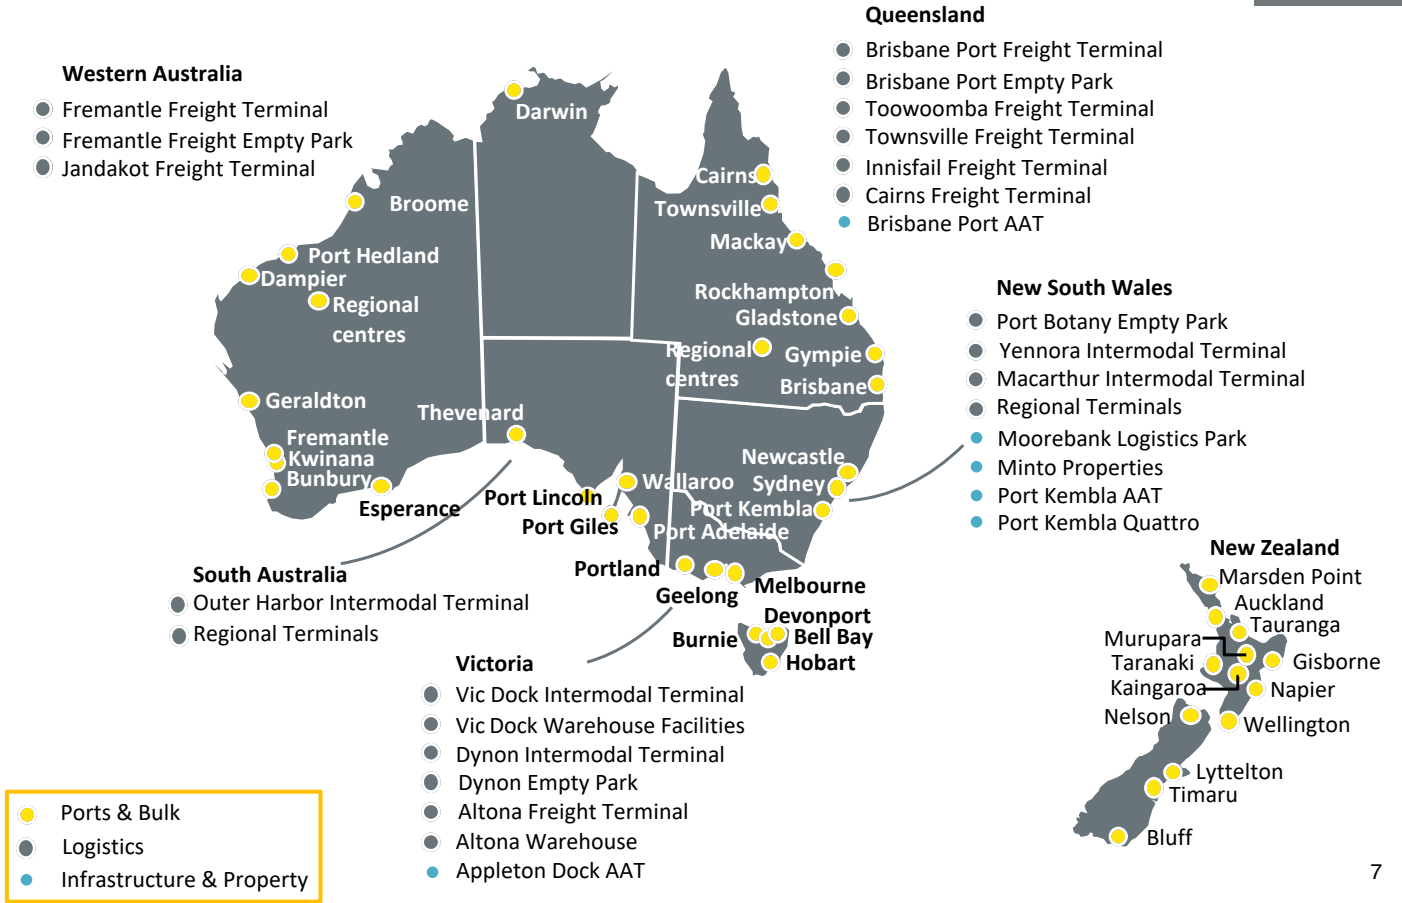 Queensland
Brisbane Port Freight Terminal
Brisbane Port Empty Park
Toowoomba Freight Terminal
Townsville Freight Terminal
Innisfail Freight Terminal
Cairns Freight Terminal
Brisbane Port AAT
Western Australia
Fremantle Freight Terminal
Fremantle Freight Empty Park
Jandakot Freight Terminal
Darwin
Broome
Port Hedland
Dampier
Regional
centres
Geraldton
Fremantle
Kwinana
Bunbury
Esperance
Thevenard
Cairns
Townsville
Mackay
Rockhampton
Gladstone
Regional
centres
Gympie
Brisbane
Newcastle
Sydney
Port Kembla
Wallaroo
Port Lincoln
Port Giles
Port Adelaide
Portland
Geelong
Melbourne
Devonport
Burnie
Bell Bay
Hobart
New South Wales
Port Botany Empty Park
Yennora Intermodal Terminal
Macarthur Intermodal Terminal
Regional Terminals
Moorebank Logistics Park
Minto Properties
Port Kembla AAT
Port Kembla Quattro
South Australia
Outer Harbor Intermodal Terminal
Regional Terminals
Victoria
Vic Dock Intermodal Terminal
Vic Dock Warehouse Facilities
Dynon Intermodal Terminal
Dynon Empty Park
Altona Freight Terminal
Altona Warehouse
Appleton Dock AAT
New Zealand
Marsden Point
Auckland
Tauranga
Murupara
Taranaki
Gisborne
Kaingaroa
Napier
Nelson
Wellington
Lyttelton
Timaru
Bluff
Ports & Bulk
Logistics
Infrastructure & Property
7